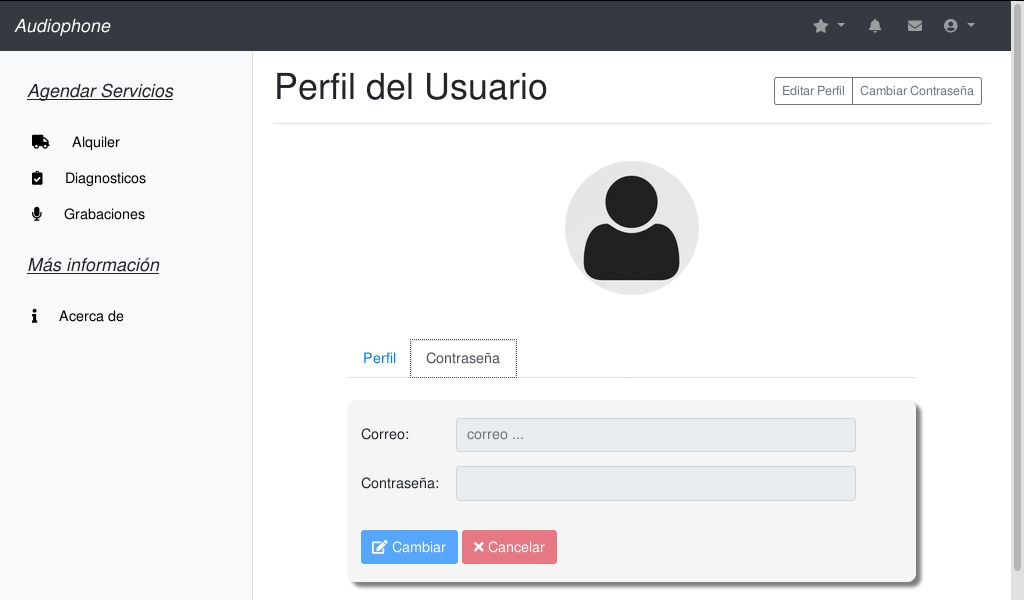 Audiophone
Agendar Servicios
Alquiler
Diagnosticos
Grabaciones
Más información
Acerca de
Perfil del Usuario
Editar Perfil
Cambiar Contraseña
Perfil
Contraseña
Correo:
correo ...
Contraseña:
Cambiar
Cancelar